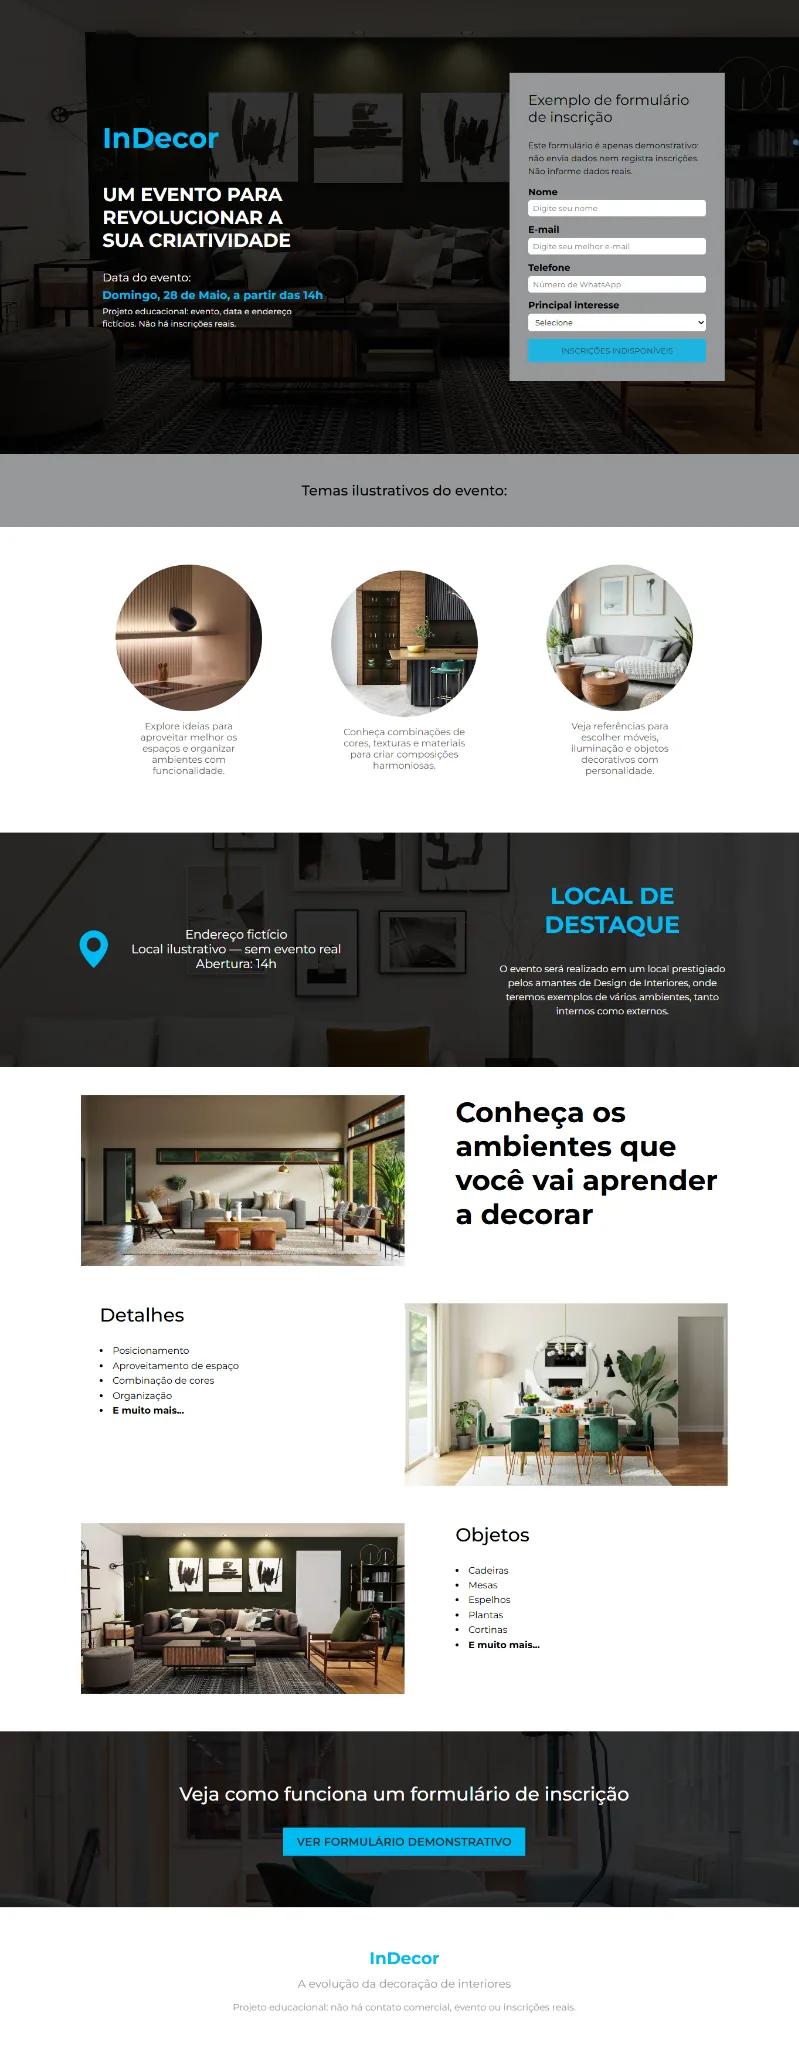 InDecor
UM EVENTO PARA
REVOLUCIONAR A
SUA CRIATIVIDADE
Data do evento:
Domingo, 28 de Maio, a partir das 14h
Projeto educacional: evento, data e endereço
fictícios. Não há inscrições reais.
Exemplo de formulário
de inscrição
Este formulário é apenas demonstrativo:
não envia dados nem registra inscrições.
Não informe dados reais.
Nome
Digite seu nome
E-mail
Digite seu melhor e-mail
Telefone
Número de WhatsApp
Principal interesse
Selecione
INSCRIÇÕES INDISPONÍVEIS
Temas ilustrativos do evento:
Explore ideias para
aproveitar melhor os
espaços e organizar
ambientes com
funcionalidade.
Conheça combinações de
cores, texturas e materiais
para criar composições
harmoniosas.
Veja referências para
escolher móveis,
iluminação e objetos
decorativos com
personalidade.
Endereço fictício
Local ilustrativo — sem evento real
Abertura: 14h
LOCAL DE
DESTAQUE
O evento será realizado em um local prestigiado
pelos amantes de Design de Interiores, onde
teremos exemplos de vários ambientes, tanto
internos como externos.
Conheça os
ambientes que
você vai aprender
a decorar
Detalhes
• Posicionamento
• Aproveitamento de espaço
• Combinação de cores
• Organização
• E muito mais...
Objetos
• Cadeiras
• Mesas
• Espelhos
• Plantas
• Cortinas
• E muito mais...
Veja como funciona um formulário de inscrição
VER FORMULÁRIO DEMONSTRATIVO
InDecor
A evolução da decoração de interiores
Projeto educacional: não há contato comercial, evento ou inscrições reais.